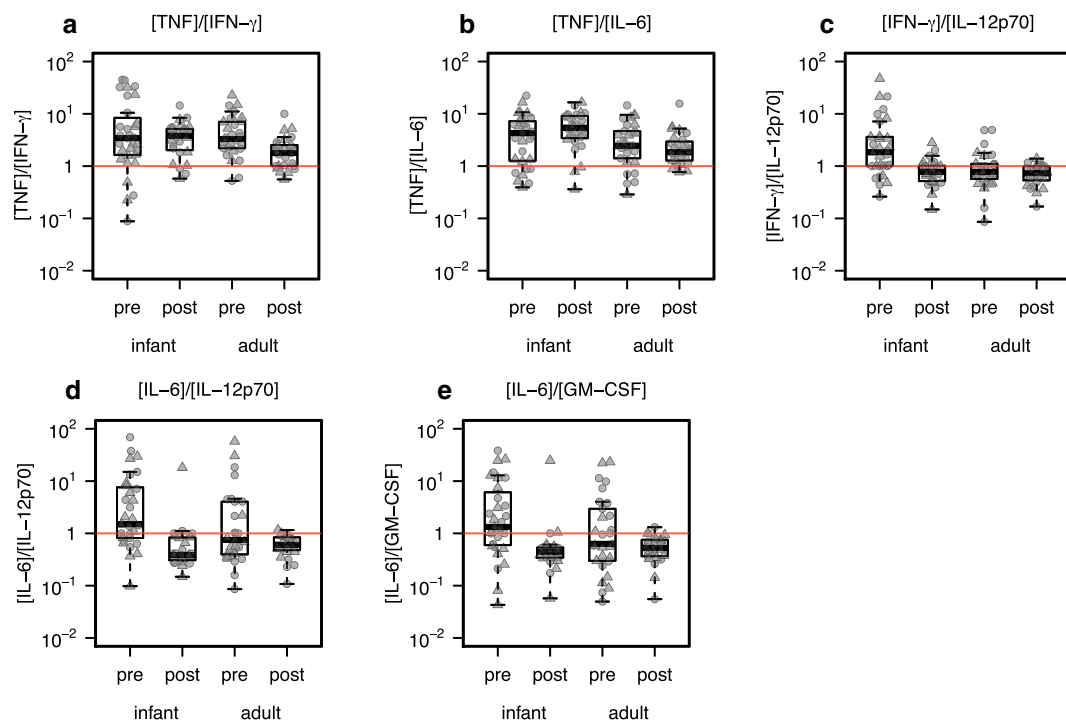 a [TNF]/[IFN−γ]
[TNF]/[IFN−γ]
10²
10¹
1
10⁻¹
10⁻²
pre post pre post
infant adult
b [TNF]/[IL−6]
[TNF]/[IL−6]
10²
10¹
1
10⁻¹
10⁻²
pre post pre post
infant adult
c [IFN−γ]/[IL−12p70]
[IFN−γ]/[IL−12p70]
10²
10¹
1
10⁻¹
10⁻²
pre post pre post
infant adult
d [IL−6]/[IL−12p70]
[IL−6]/[IL−12p70]
10²
10¹
1
10⁻¹
10⁻²
pre post pre post
infant adult
e [IL−6]/[GM−CSF]
[IL−6]/[GM−CSF]
10²
10¹
1
10⁻¹
10⁻²
pre post pre post
infant adult